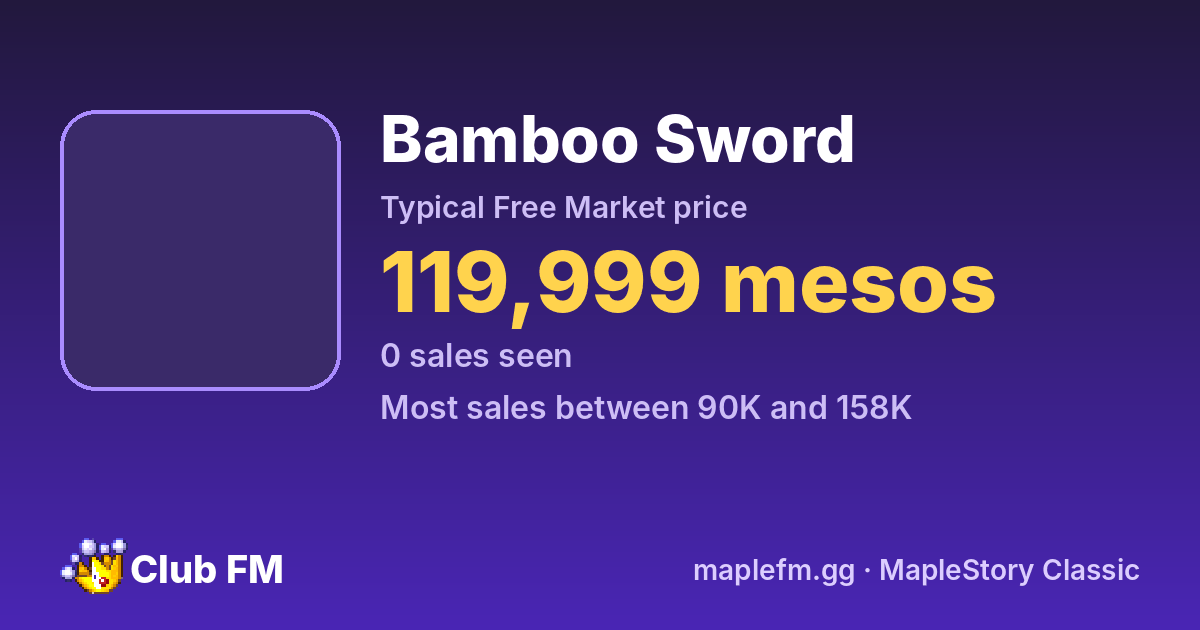 Bamboo Sword
Typical Free Market price
119,999 mesos
0 sales seen
Most sales between 90K and 158K
Club FM
maplefm.gg · MapleStory Classic